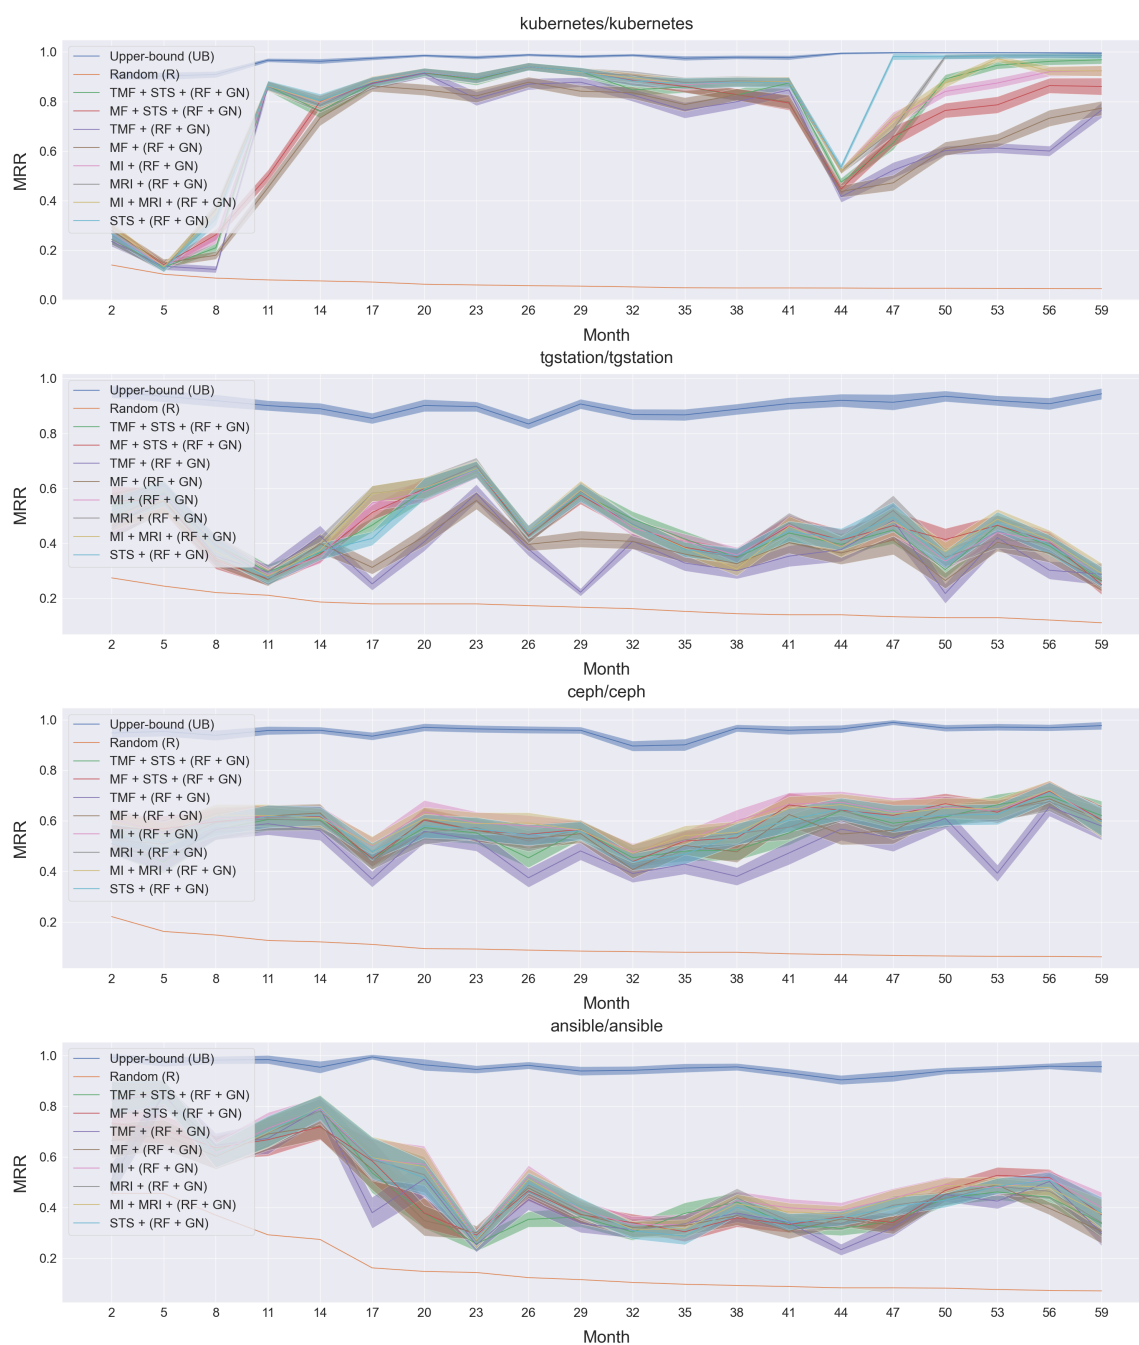 kubernetes/kubernetes
1.0
0.8
0.6
0.4
0.2
0.0
MRR
Upper-bound (UB)
Random (R)
TMF + STS + (RF + GN)
MF + STS + (RF + GN)
TMF + (RF + GN)
MF + (RF + GN)
MI + (RF + GN)
MRI + (RF + GN)
MI + MRI + (RF + GN)
STS + (RF + GN)
2 5 8 11 14 17 20 23 26 29 32 35 38 41 44 47 50 53 56 59
Month
tgstation/tgstation
1.0
0.8
0.6
0.4
0.2
MRR
Upper-bound (UB)
Random (R)
TMF + STS + (RF + GN)
MF + STS + (RF + GN)
TMF + (RF + GN)
MF + (RF + GN)
MI + (RF + GN)
MRI + (RF + GN)
MI + MRI + (RF + GN)
STS + (RF + GN)
2 5 8 11 14 17 20 23 26 29 32 35 38 41 44 47 50 53 56 59
Month
ceph/ceph
1.0
0.8
0.6
0.4
0.2
MRR
Upper-bound (UB)
Random (R)
TMF + STS + (RF + GN)
MF + STS + (RF + GN)
TMF + (RF + GN)
MF + (RF + GN)
MI + (RF + GN)
MRI + (RF + GN)
MI + MRI + (RF + GN)
STS + (RF + GN)
2 5 8 11 14 17 20 23 26 29 32 35 38 41 44 47 50 53 56 59
Month
ansible/ansible
1.0
0.8
0.6
0.4
0.2
MRR
Upper-bound (UB)
Random (R)
TMF + STS + (RF + GN)
MF + STS + (RF + GN)
TMF + (RF + GN)
MF + (RF + GN)
MI + (RF + GN)
MRI + (RF + GN)
MI + MRI + (RF + GN)
STS + (RF + GN)
2 5 8 11 14 17 20 23 26 29 32 35 38 41 44 47 50 53 56 59
Month